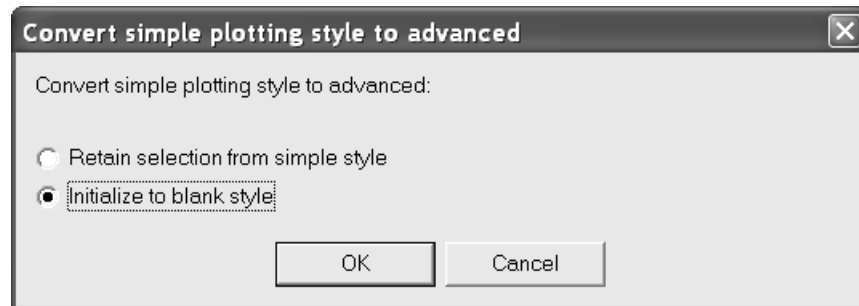 Convert simple plotting style to advanced
Convert simple plotting style to advanced:
Retain selection from simple style
Initialize to blank style
OK Cancel